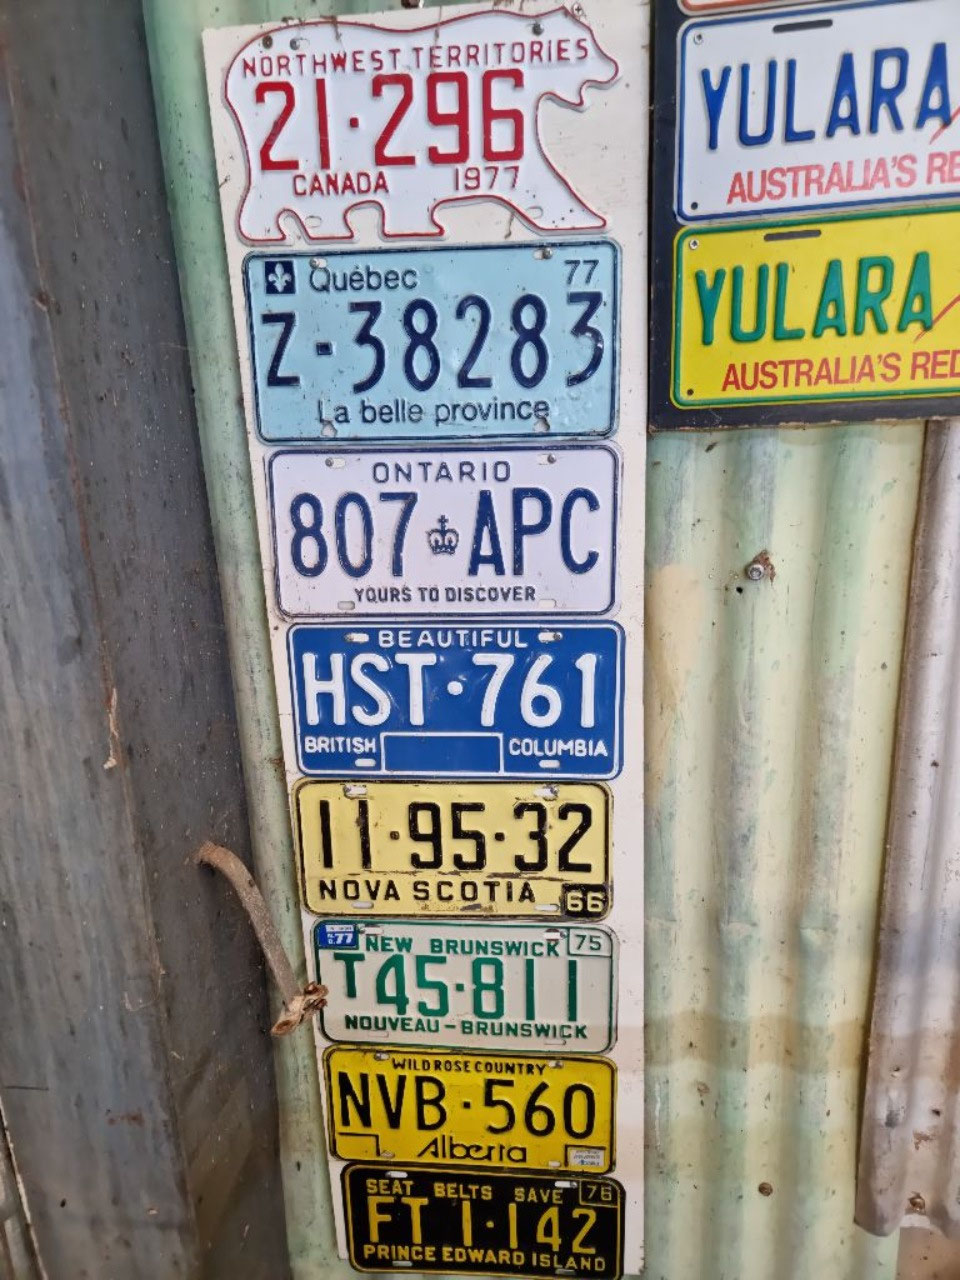 NORTHWEST TERRITORIES
21·296
CANADA 1977
Québec 77
Z-38283
La belle province
ONTARIO
807 APC
YOURS TO DISCOVER
BEAUTIFUL
HST·761
BRITISH COLUMBIA
11·95·32
NOVA SCOTIA 66
77 NEW BRUNSWICK 75
T45·811
NOUVEAU-BRUNSWICK
WILD ROSE COUNTRY
NVB·560
Alberta
SEAT BELTS SAVE 76
FT 1·142
PRINCE EDWARD ISLAND
YULARA
AUSTRALIA'S RE
YULARA
AUSTRALIA'S RED